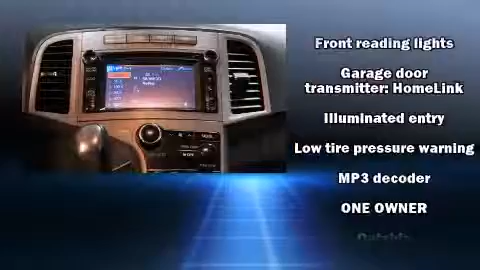 Front reading lights
Garage door
transmitter: HomeLink
Illuminated entry
Low tire pressure warning
MP3 decoder
ONE OWNER